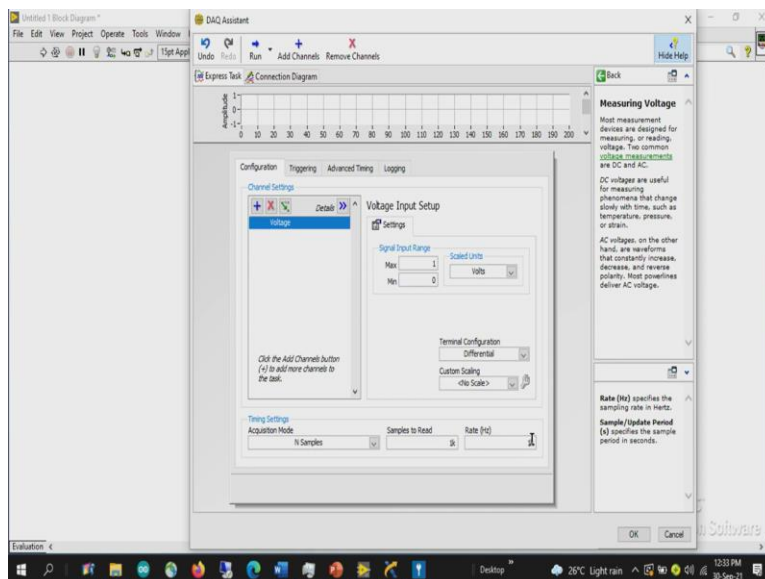 Untitled 1 Block Diagram *
File Edit View Project Operate Tools Window
15pt Appl
DAQ Assistant
Undo Redo Run Add Channels Remove Channels
Hide Help
Express Task Connection Diagram
Amplitude
1
0
-1
0 10 20 30 40 50 60 70 80 90 100 110 120 130 140 150 160 170 180 190 200
Configuration Triggering Advanced Timing Logging
Channel Settings
Details
Voltage
Click the Add Channels button
(+) to add more channels to
the task.
Voltage Input Setup
Settings
Signal Input Range
Max 1
Min 0
Scaled Units
Volts
Terminal Configuration
Differential
Custom Scaling
<No Scale>
Timing Settings
Acquisition Mode
N Samples
Samples to Read
1k
Rate (Hz)
Back
Measuring Voltage
Most measurement
devices are designed for
measuring, or reading,
voltage. Two common
voltage measurements
are DC and AC.
DC voltages are useful
for measuring
phenomena that change
slowly with time, such as
temperature, pressure,
or strain.
AC voltages, on the other
hand, are waveforms
that constantly increase,
decrease, and reverse
polarity. Most powerlines
deliver AC voltage.
Rate (Hz) specifies the
sampling rate in Hertz.
Sample/Update Period
(s) specifies the sample
period in seconds.
OK Cancel
Software
Evaluation
Desktop
26°C Light rain
12:33 PM
30-Sep-21